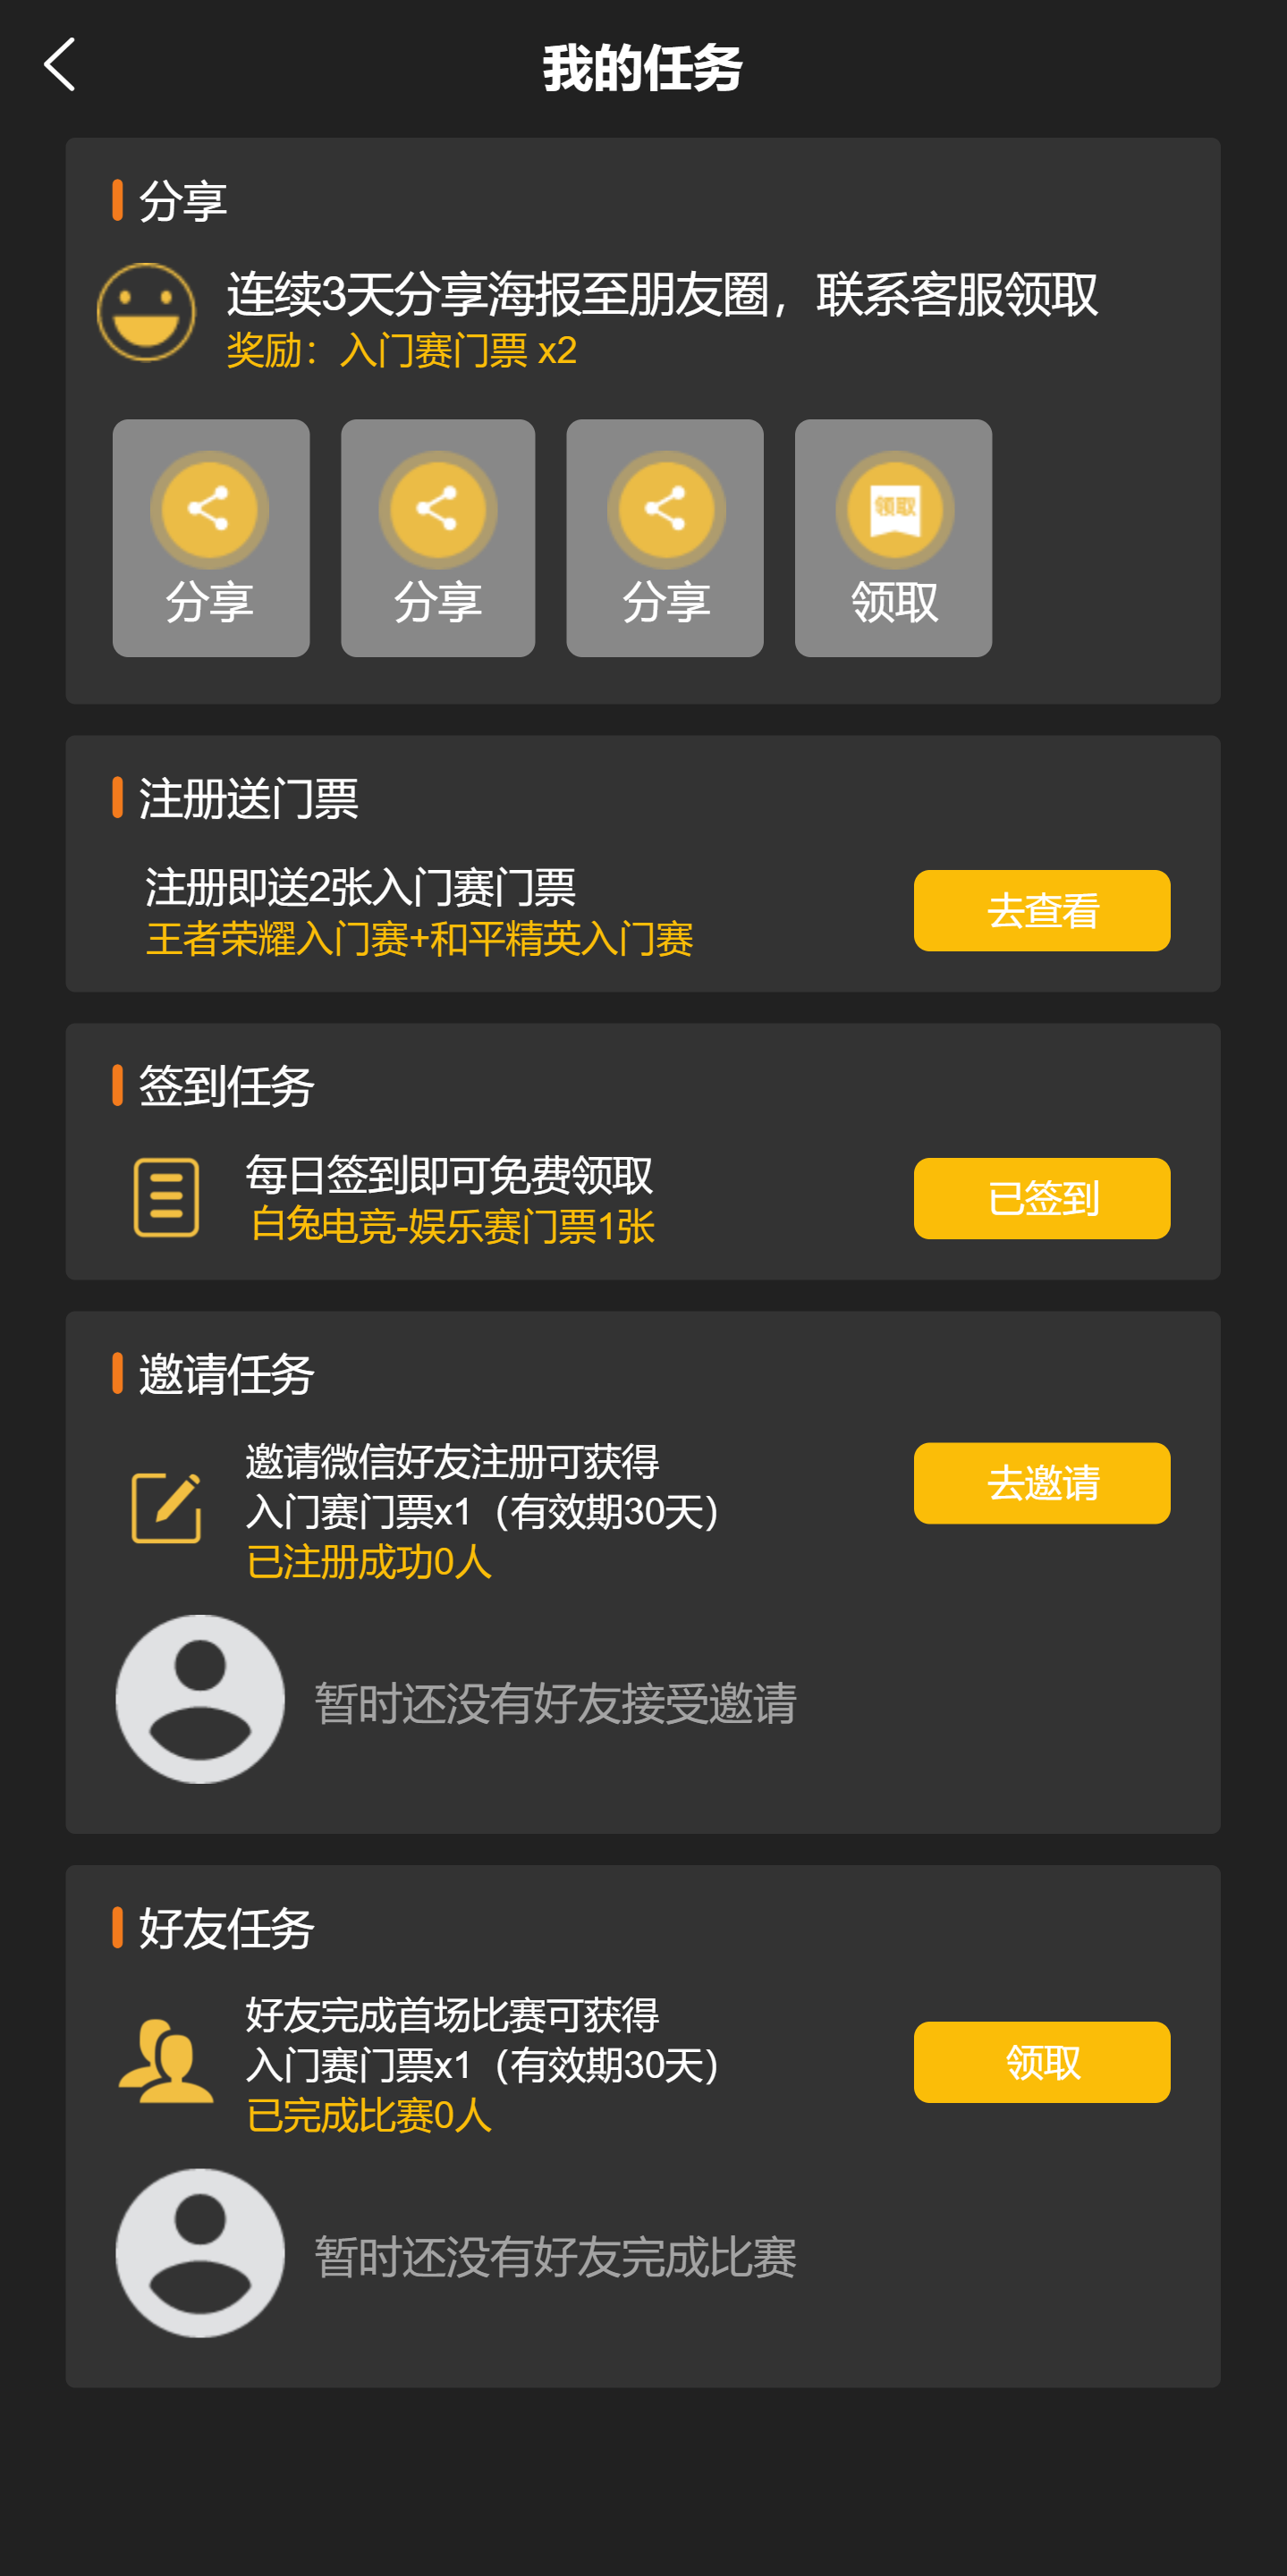 我的任务
分享
连续3天分享海报至朋友圈，联系客服领取
奖励：入门赛门票 x2
领取
分享 分享 分享 领取
注册送门票
注册即送2张入门赛门票
王者荣耀入门赛+和平精英入门赛
去查看
签到任务
每日签到即可免费领取
白兔电竞-娱乐赛门票1张
已签到
邀请任务
邀请微信好友注册可获得
入门赛门票x1（有效期30天）
已注册成功0人
去邀请
暂时还没有好友接受邀请
好友任务
好友完成首场比赛可获得
入门赛门票x1（有效期30天）
已完成比赛0人
领取
暂时还没有好友完成比赛